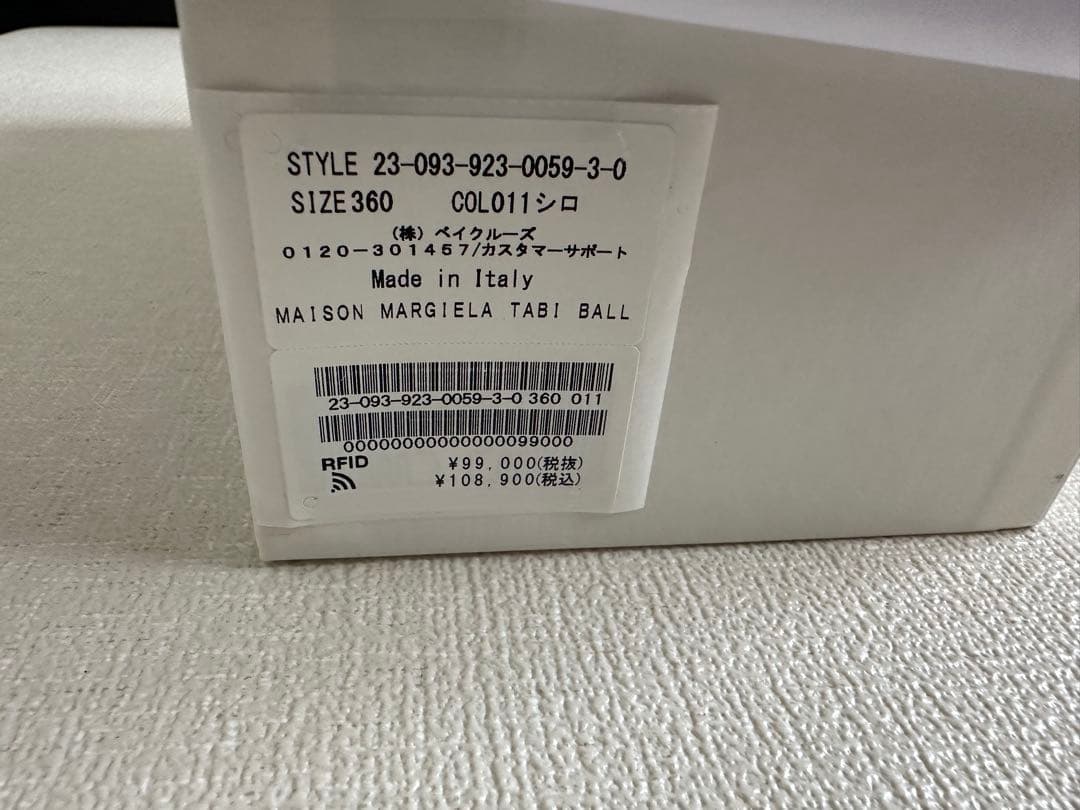 STYLE 23-093-923-0059-3-0
SIZE360 COL011シロ
（株）ベイクルーズ
0120-301457/カスタマーサポート
Made in Italy
MAISON MARGIELA TABI BALL
23-093-923-0059-3-0 360 011
00000000000000099000
RFID ¥99,000(税抜)
¥108,900(税込)